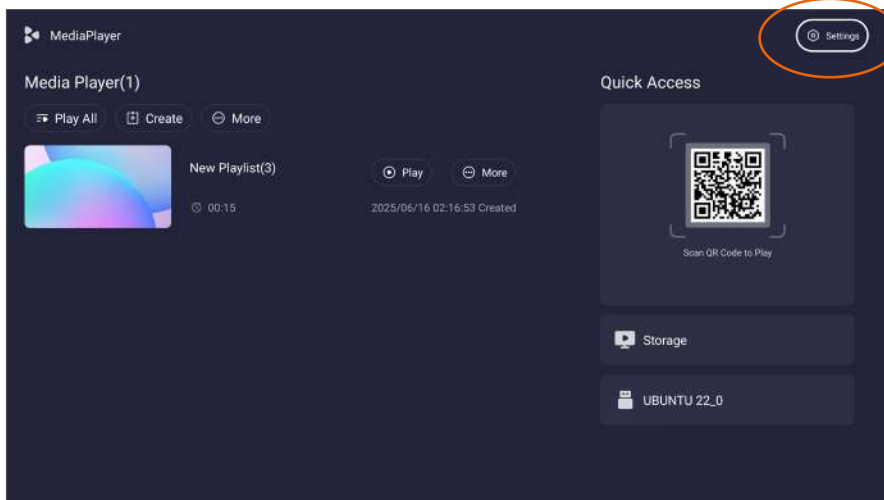 MediaPlayer
Settings
Media Player(1)
Play All
Create
More
New Playlist(3)
Play
More
00:15
2025/06/16 02:16:53 Created
Quick Access
Scan QR Code to Play
Storage
UBUNTU 22_0